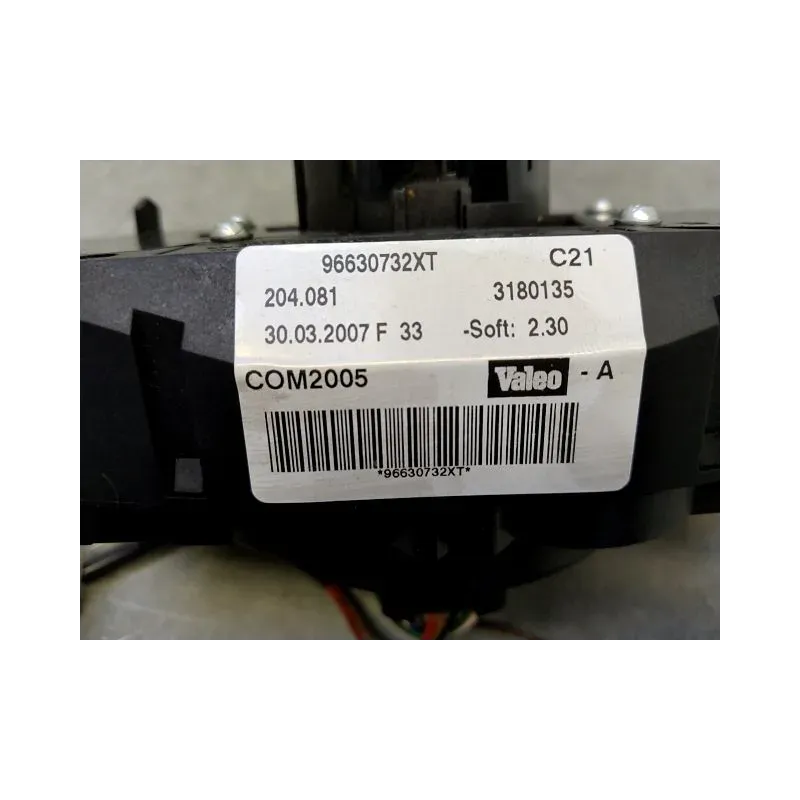 96630732XT C21
204.081 3180135
30.03.2007 F 33 -Soft: 2.30
COM2005 Valeo - A
*96630732XT*